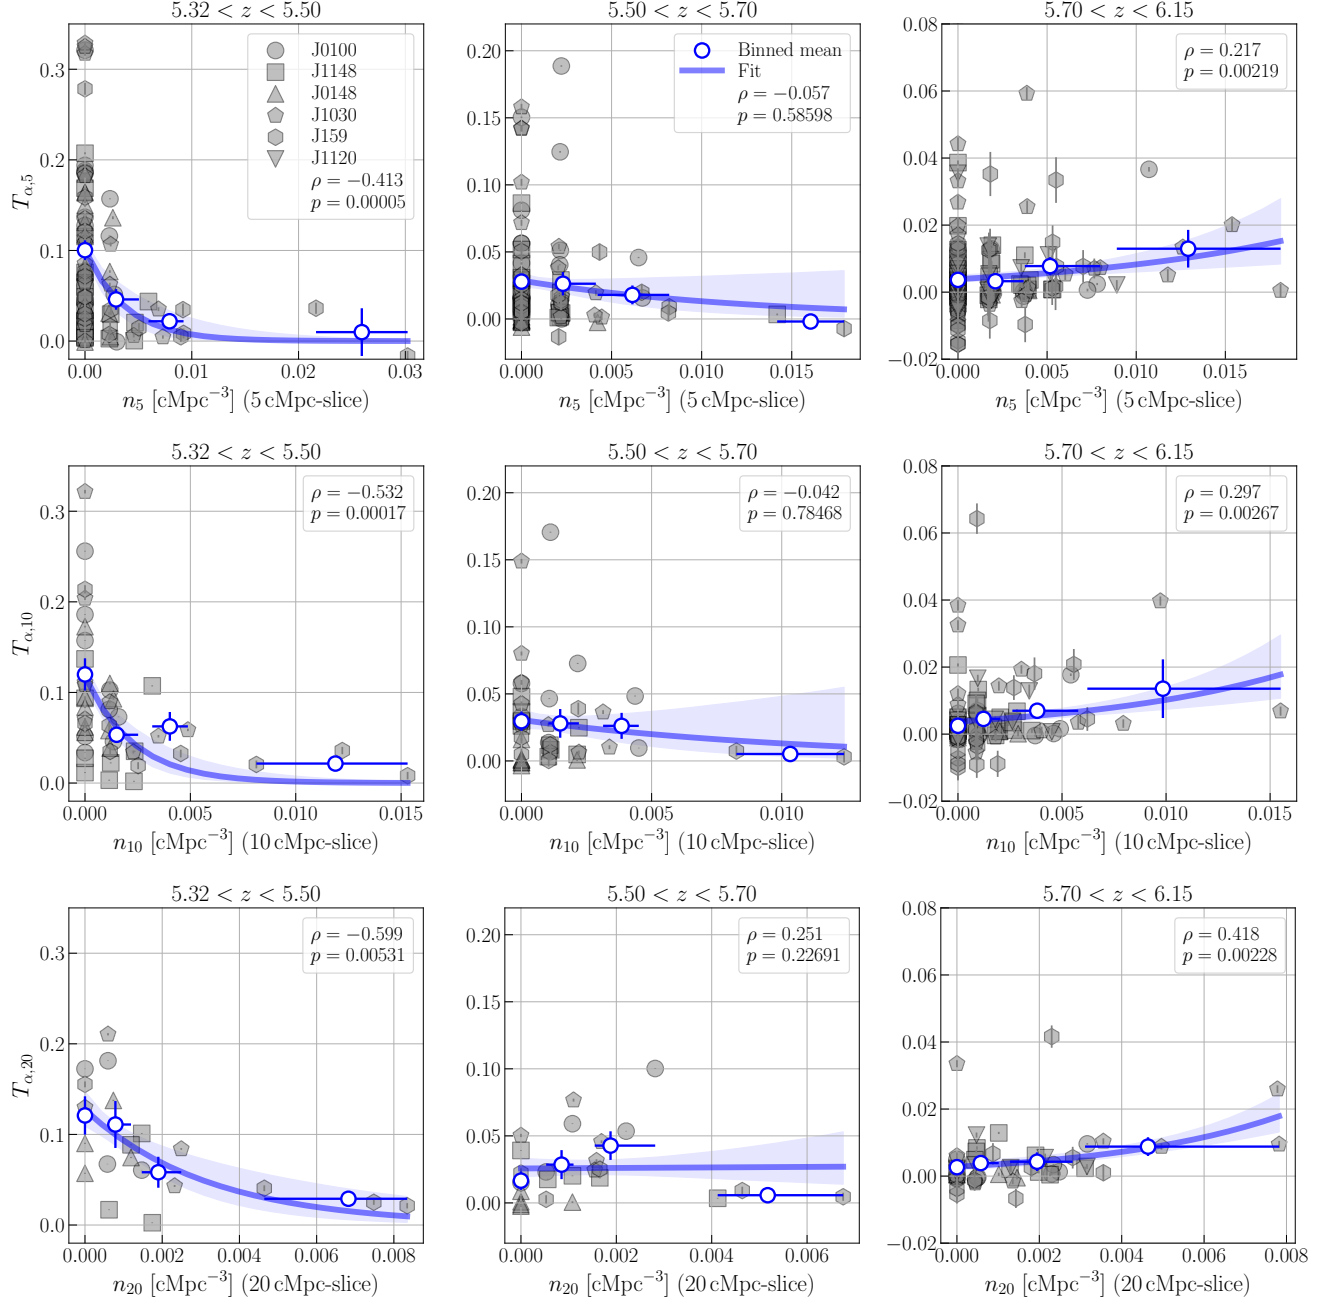 5.32 < z < 5.50
5.50 < z < 5.70
5.70 < z < 6.15
T_{α,5}
0.3
0.2
0.1
0.0
J0100
J1148
J0148
J1030
J159
J1120
ρ = −0.413
p = 0.00005
0.00 0.01 0.02 0.03
n_5 [cMpc^{−3}] (5 cMpc-slice)
0.20
0.15
0.10
0.05
0.00
Binned mean
Fit
ρ = −0.057
p = 0.58598
0.000 0.005 0.010 0.015
n_5 [cMpc^{−3}] (5 cMpc-slice)
0.08
0.06
0.04
0.02
0.00
−0.02
ρ = 0.217
p = 0.00219
0.000 0.005 0.010 0.015
n_5 [cMpc^{−3}] (5 cMpc-slice)
5.32 < z < 5.50
5.50 < z < 5.70
5.70 < z < 6.15
T_{α,10}
0.3
0.2
0.1
0.0
ρ = −0.532
p = 0.00017
0.000 0.005 0.010 0.015
n_{10} [cMpc^{−3}] (10 cMpc-slice)
0.20
0.15
0.10
0.05
0.00
ρ = −0.042
p = 0.78468
0.000 0.005 0.010
n_{10} [cMpc^{−3}] (10 cMpc-slice)
0.08
0.06
0.04
0.02
0.00
−0.02
ρ = 0.297
p = 0.00267
0.000 0.005 0.010 0.015
n_{10} [cMpc^{−3}] (10 cMpc-slice)
5.32 < z < 5.50
5.50 < z < 5.70
5.70 < z < 6.15
T_{α,20}
0.3
0.2
0.1
0.0
ρ = −0.599
p = 0.00531
0.000 0.002 0.004 0.006 0.008
n_{20} [cMpc^{−3}] (20 cMpc-slice)
0.20
0.15
0.10
0.05
0.00
ρ = 0.251
p = 0.22691
0.000 0.002 0.004 0.006
n_{20} [cMpc^{−3}] (20 cMpc-slice)
0.08
0.06
0.04
0.02
0.00
−0.02
ρ = 0.418
p = 0.00228
0.000 0.002 0.004 0.006 0.008
n_{20} [cMpc^{−3}] (20 cMpc-slice)